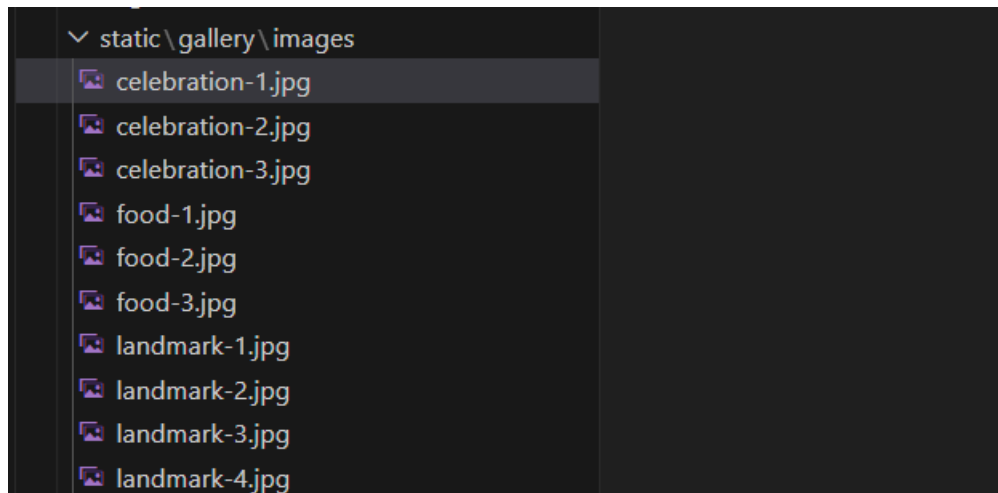 static\gallery\images
celebration-1.jpg
celebration-2.jpg
celebration-3.jpg
food-1.jpg
food-2.jpg
food-3.jpg
landmark-1.jpg
landmark-2.jpg
landmark-3.jpg
landmark-4.jpg